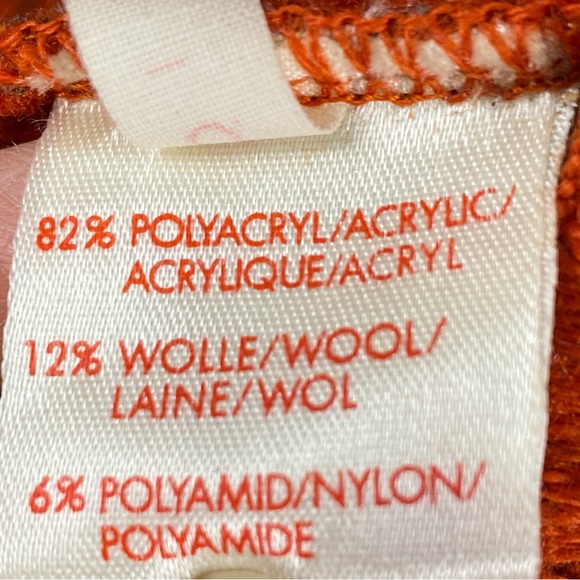 82% POLYACRYL/ACRYLIC/
ACRYLIQUE/ACRYL
12% WOLLE/WOOL/
LAINE/WOL
6% POLYAMID/NYLON/
POLYAMIDE